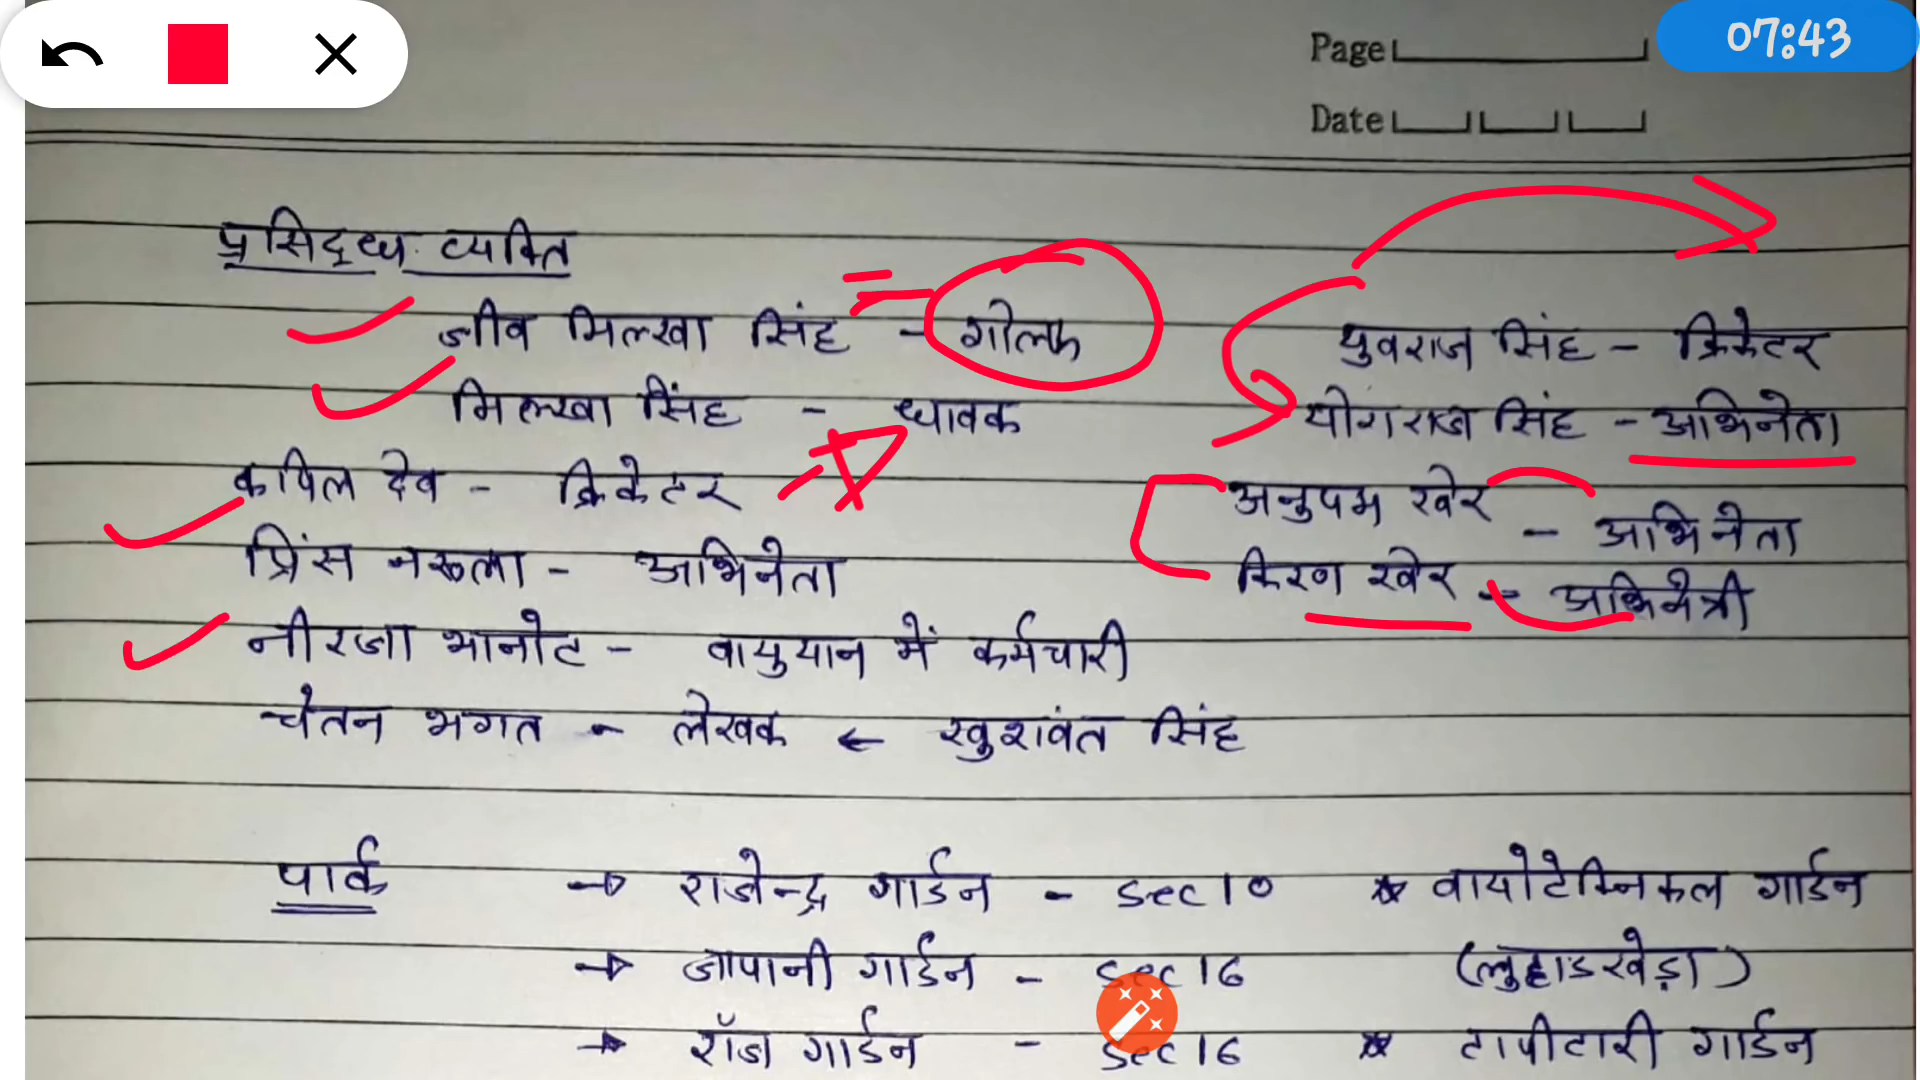 Page
07:43
Date
प्रसिद्ध व्यक्ति
जीव मिल्खा सिंह - गोल्फ
युवराज सिंह - क्रिकेटर
मिल्खा सिंह - धावक
योगराज सिंह - अभिनेता
कपिल देव - क्रिकेटर
अनुपम खेर - अभिनेता
प्रिंस नरूला - अभिनेता
किरण खेर - अभिनेत्री
नीरजा भानोट - वायुयान में कर्मचारी
चेतन भगत - लेखक ← खुशवंत सिंह
पार्क → राजेन्द्र गार्डन - Sec 10
★ वायोटेक्निकल गार्डन
→ जापानी गार्डन - Sec 16
(लुहाडखेड़ा)
→ रॉज गार्डन - Sec 16
★ टापीटारी गार्डन